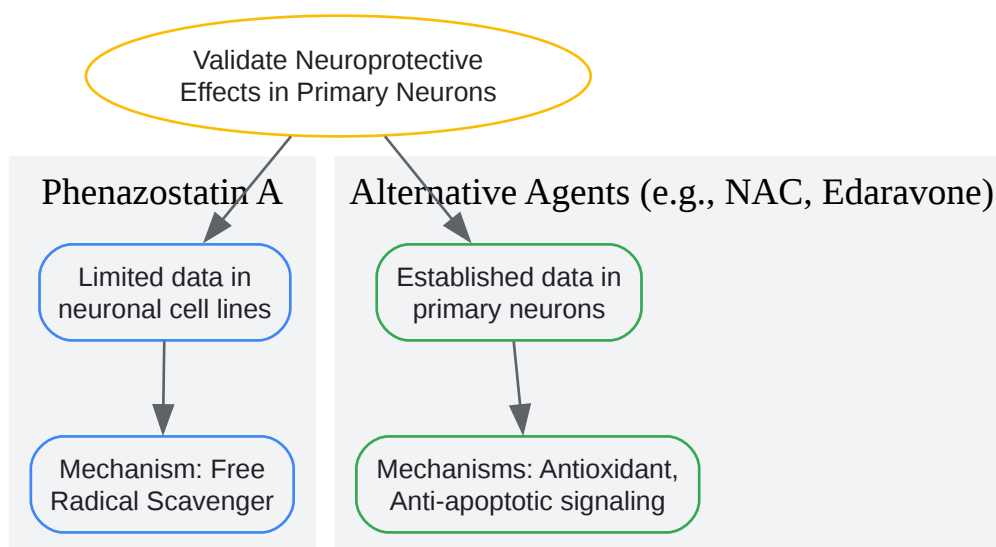 Validate Neuroprotective
Effects in Primary Neurons
Phenazostatin A
Limited data in
neuronal cell lines
Mechanism: Free
Radical Scavenger
Alternative Agents (e.g., NAC, Edaravone)
Established data in
primary neurons
Mechanisms: Antioxidant,
Anti-apoptotic signaling